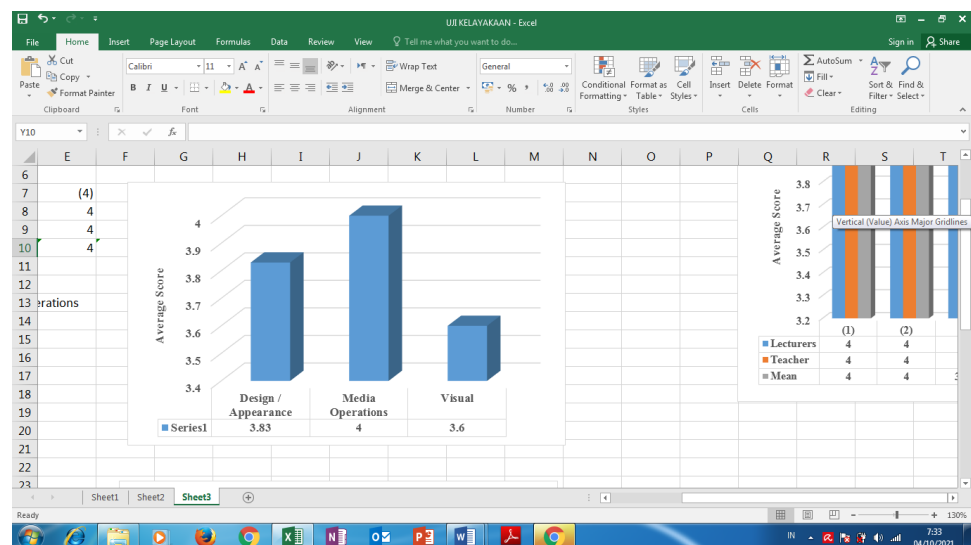 UJI KELAYAKAAN - Excel
File Home Insert Page Layout Formulas Data Review View Tell me what you want to do... Sign in Share
Paste Cut Copy Format Painter Clipboard
Calibri 11 A A B I U A Font
Wrap Text Merge & Center Alignment
General % , .0 .00 .00 .0 Number
Conditional Formatting Format as Table Cell Styles Styles
Insert Delete Format Cells
AutoSum Fill Clear Sort & Filter Find & Select Editing
Y10 fx
E F G H I J K L M N O P Q R S T
6
7 (4)
8 4
9 4
10 4
11
12
13 erations
14
15
16
17
18
19
20
21
22
23
Average Score
4
3.9
3.8
3.7
3.6
3.5
3.4
Design / Appearance Media Operations Visual
Series1 3.83 4 3.6
Average Score
3.8
3.7
3.6
3.5
3.4
3.3
3.2
Vertical (Value) Axis Major Gridlines
(1) (2)
Lecturers 4 4
Teacher 4 4
Mean 4 4
Sheet1 Sheet2 Sheet3
Ready 130%
IN 7:33
04/10/2021